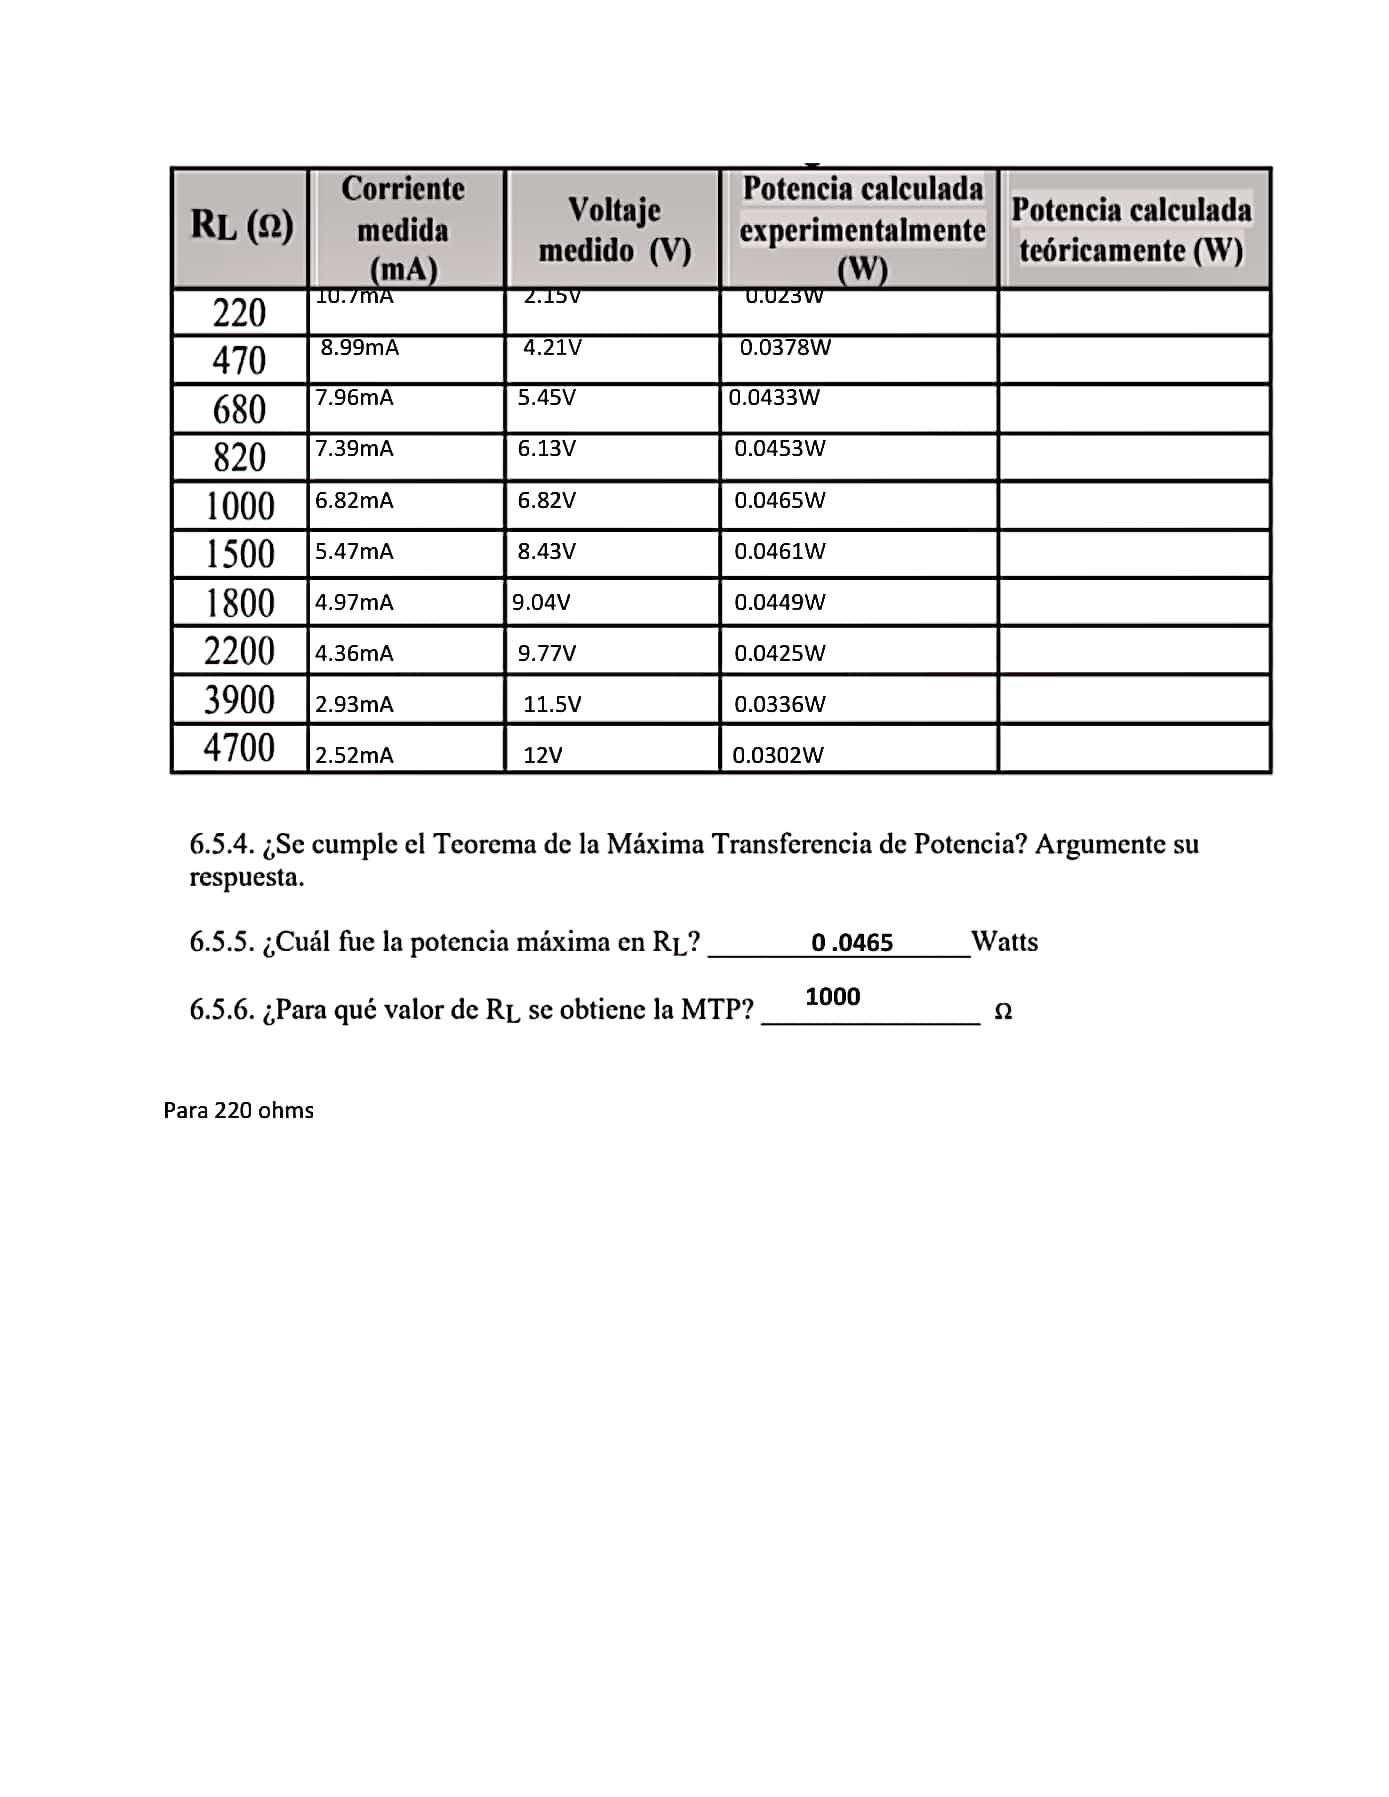 RL (Ω) Corriente medida (mA) Voltaje medido (V) Potencia calculada experimentalmente (W) Potencia calculada teóricamente (W)
220 10.7mA 2.15V 0.023W
470 8.99mA 4.21V 0.0378W
680 7.96mA 5.45V 0.0433W
820 7.39mA 6.13V 0.0453W
1000 6.82mA 6.82V 0.0465W
1500 5.47mA 8.43V 0.0461W
1800 4.97mA 9.04V 0.0449W
2200 4.36mA 9.77V 0.0425W
3900 2.93mA 11.5V 0.0336W
4700 2.52mA 12V 0.0302W
6.5.4. ¿Se cumple el Teorema de la Máxima Transferencia de Potencia? Argumente su
respuesta.
6.5.5. ¿Cuál fue la potencia máxima en RL? 0 .0465 Watts
6.5.6. ¿Para qué valor de RL se obtiene la MTP? 1000 Ω
Para 220 ohms